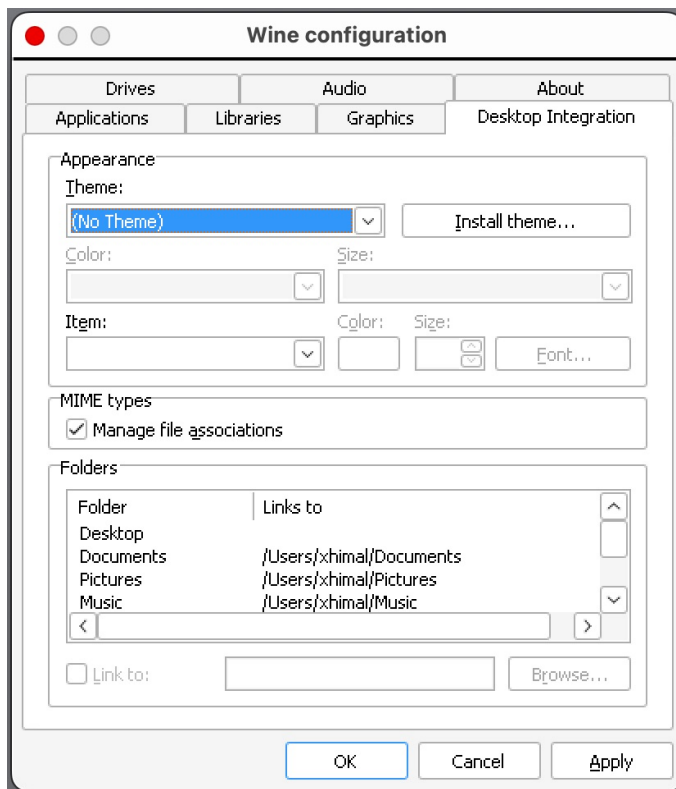 Wine configuration
Drives Audio About
Applications Libraries Graphics Desktop Integration
Appearance
Theme:
(No Theme) Install theme...
Color: Size:
Item: Color: Size:
Font...
MIME types
Manage file associations
Folders
Folder Links to
Desktop
Documents /Users/xhimal/Documents
Pictures /Users/xhimal/Pictures
Music /Users/xhimal/Music
Link to: Browse...
OK Cancel Apply